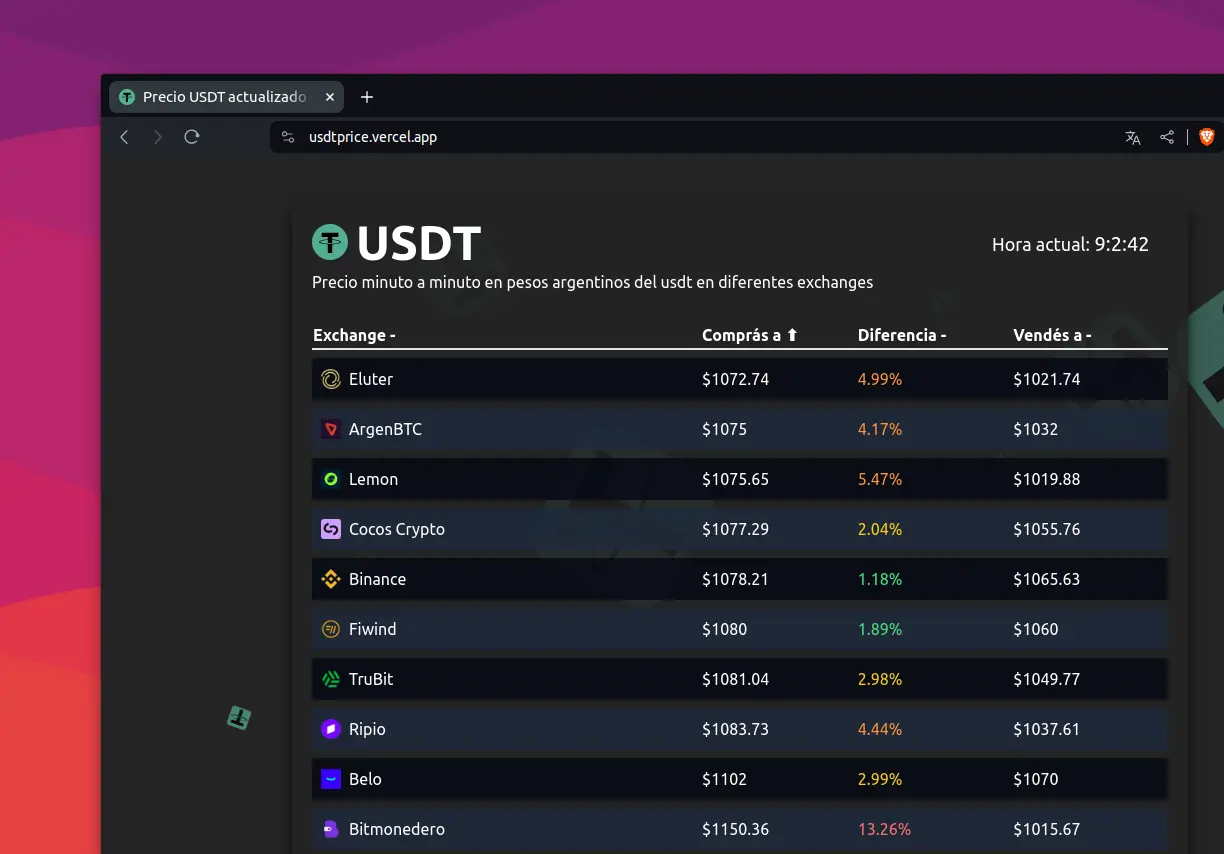 Precio USDT actualizado
usdtprice.vercel.app
USDT
Hora actual: 9:2:42
Precio minuto a minuto en pesos argentinos del usdt en diferentes exchanges
Exchange - Comprás a ⬆ Diferencia - Vendés a -
Eluter $1072.74 4.99% $1021.74
ArgenBTC $1075 4.17% $1032
Lemon $1075.65 5.47% $1019.88
Cocos Crypto $1077.29 2.04% $1055.76
Binance $1078.21 1.18% $1065.63
Fiwind $1080 1.89% $1060
TruBit $1081.04 2.98% $1049.77
Ripio $1083.73 4.44% $1037.61
Belo $1102 2.99% $1070
Bitmonedero $1150.36 13.26% $1015.67